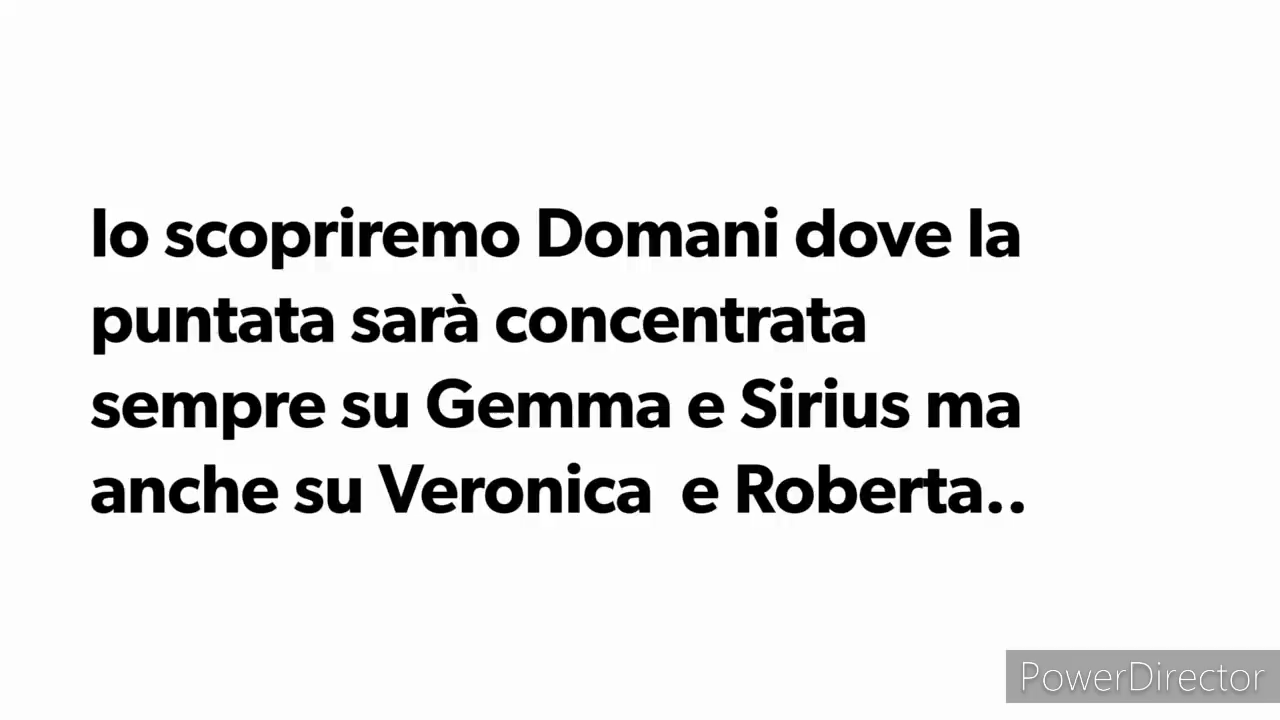 lo scopriremo Domani dove la
puntata sarà concentrata
sempre su Gemma e Sirius ma
anche su Veronica  e Roberta..
PowerDirector